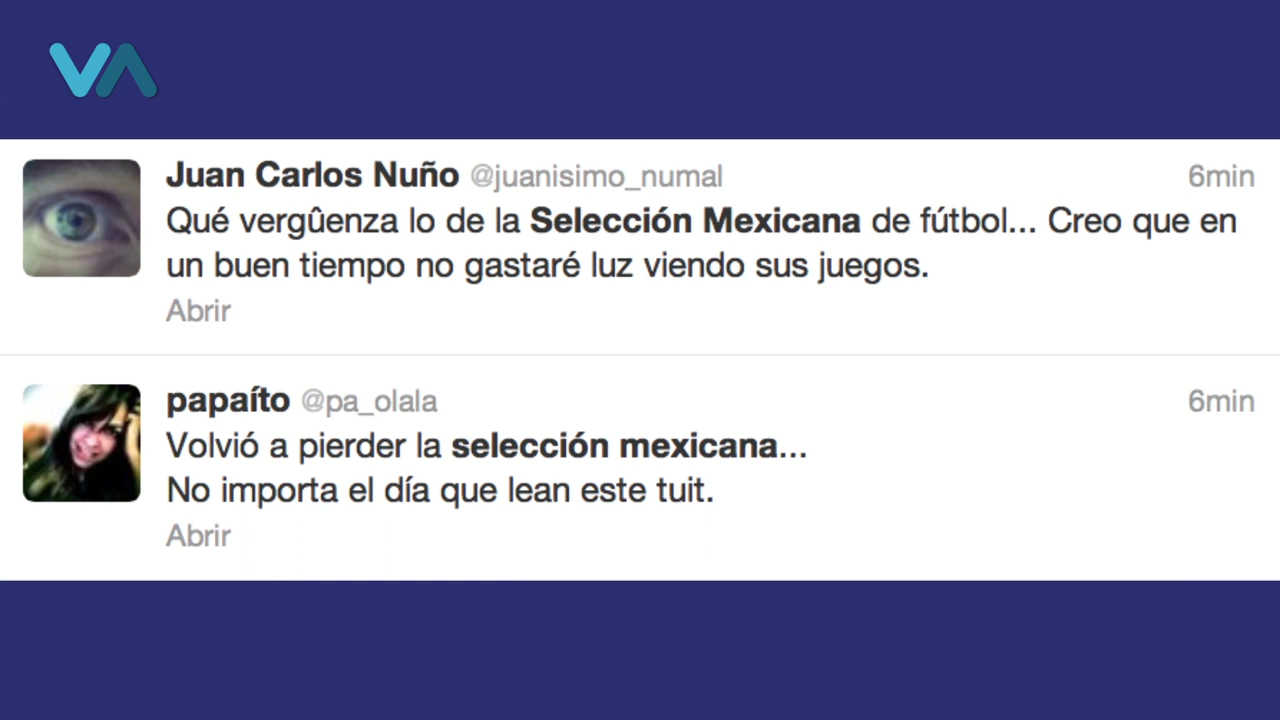 VA
Juan Carlos Nuño @juanisimo_numal 6min
Qué vergûenza lo de la Selección Mexicana de fútbol... Creo que en
un buen tiempo no gastaré luz viendo sus juegos.
Abrir
papaíto @pa_olala 6min
Volvió a pierder la selección mexicana...
No importa el día que lean este tuit.
Abrir